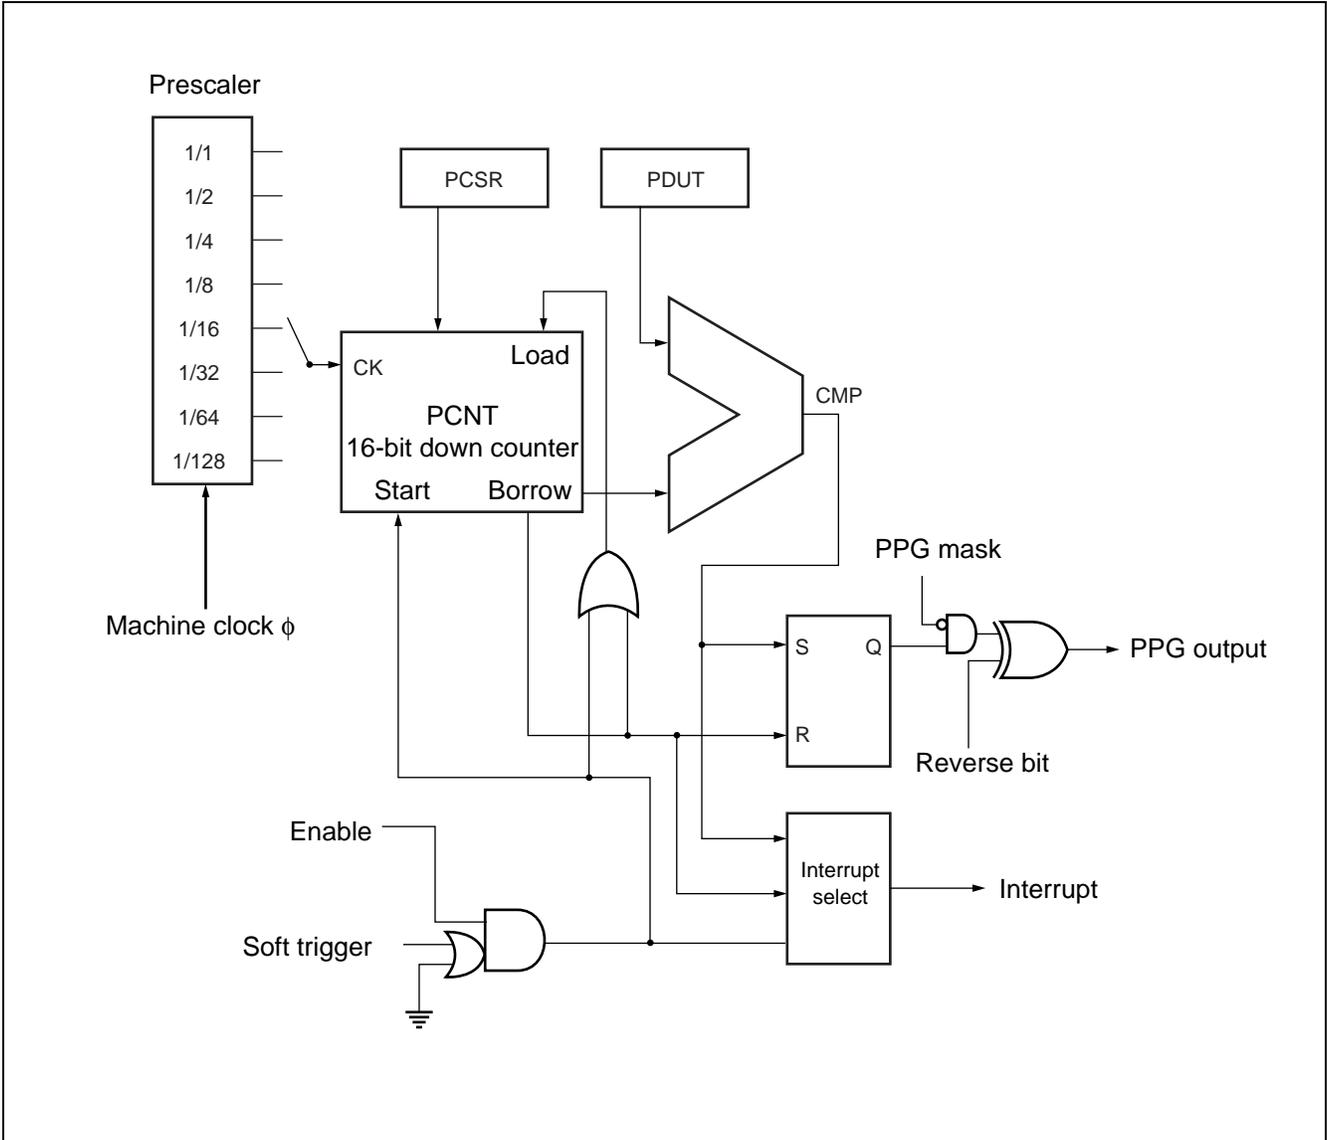 Prescaler
1/1
1/2
1/4
1/8
1/16
1/32
1/64
1/128
Machine clock ϕ
PCSR
PDUT
CK
Load
PCNT
16-bit down counter
Start
Borrow
CMP
PPG mask
S
Q
R
PPG output
Reverse bit
Enable
Soft trigger
Interrupt
select
Interrupt